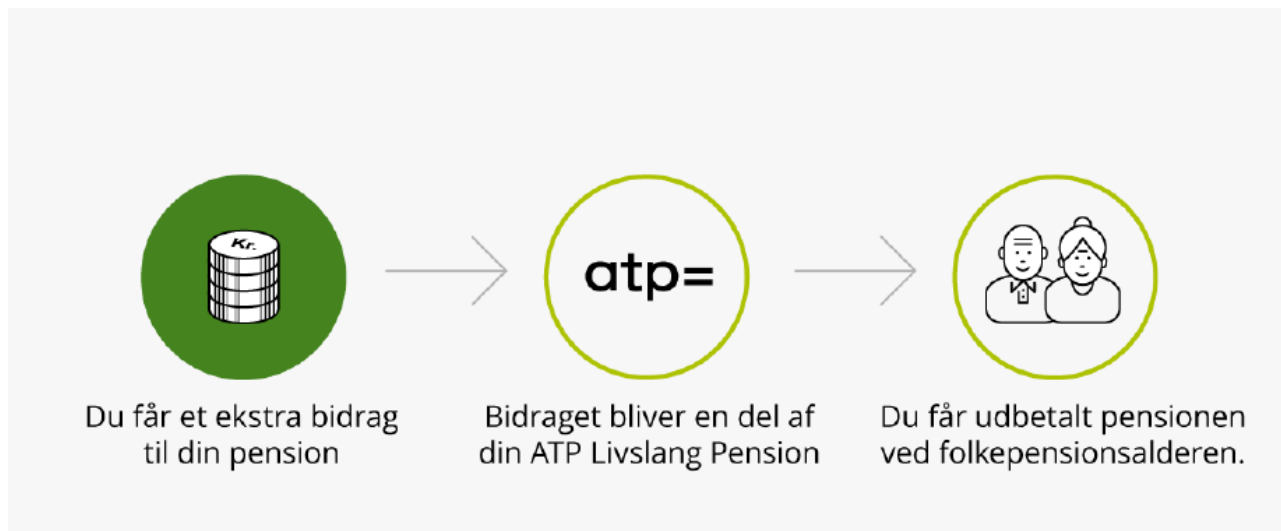 Kr.
atp=
Du får et ekstra bidrag
til din pension
Bidraget bliver en del af
din ATP Livslang Pension
Du får udbetalt pensionen
ved folkepensionsalderen.